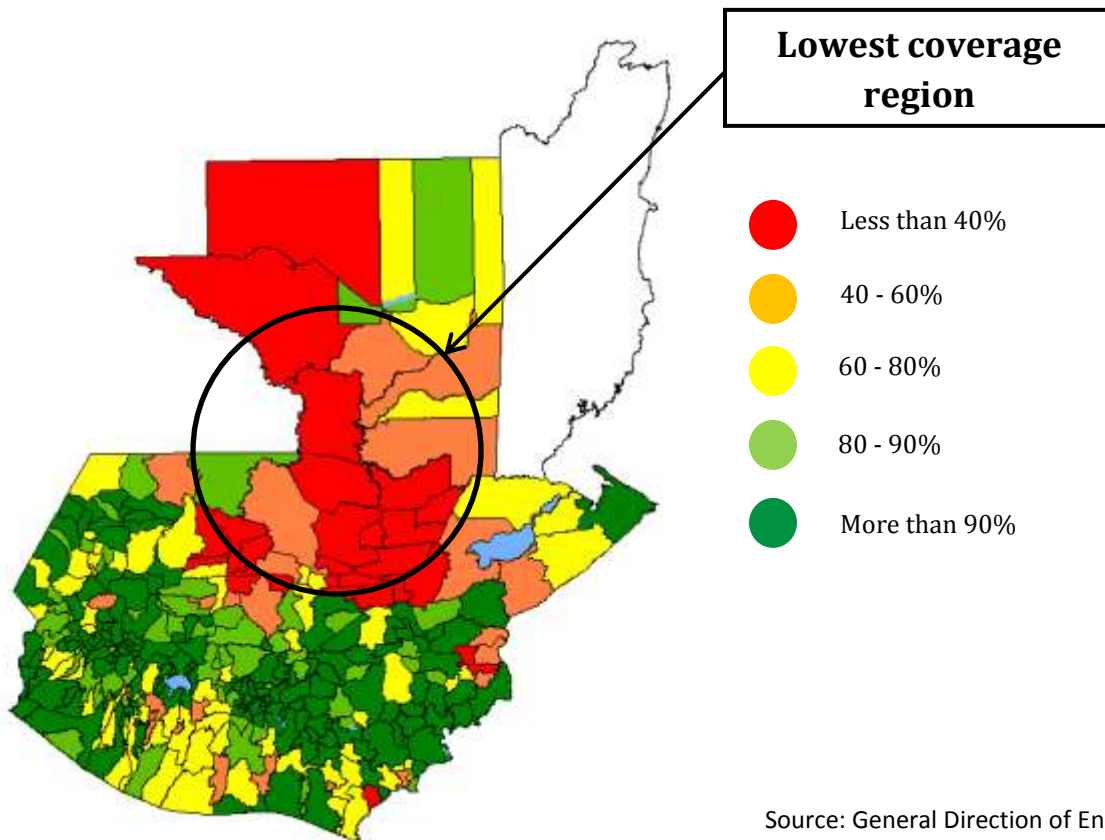 Lowest coverage
region
Less than 40%
40 - 60%
60 - 80%
80 - 90%
More than 90%
Source: General Direction of En